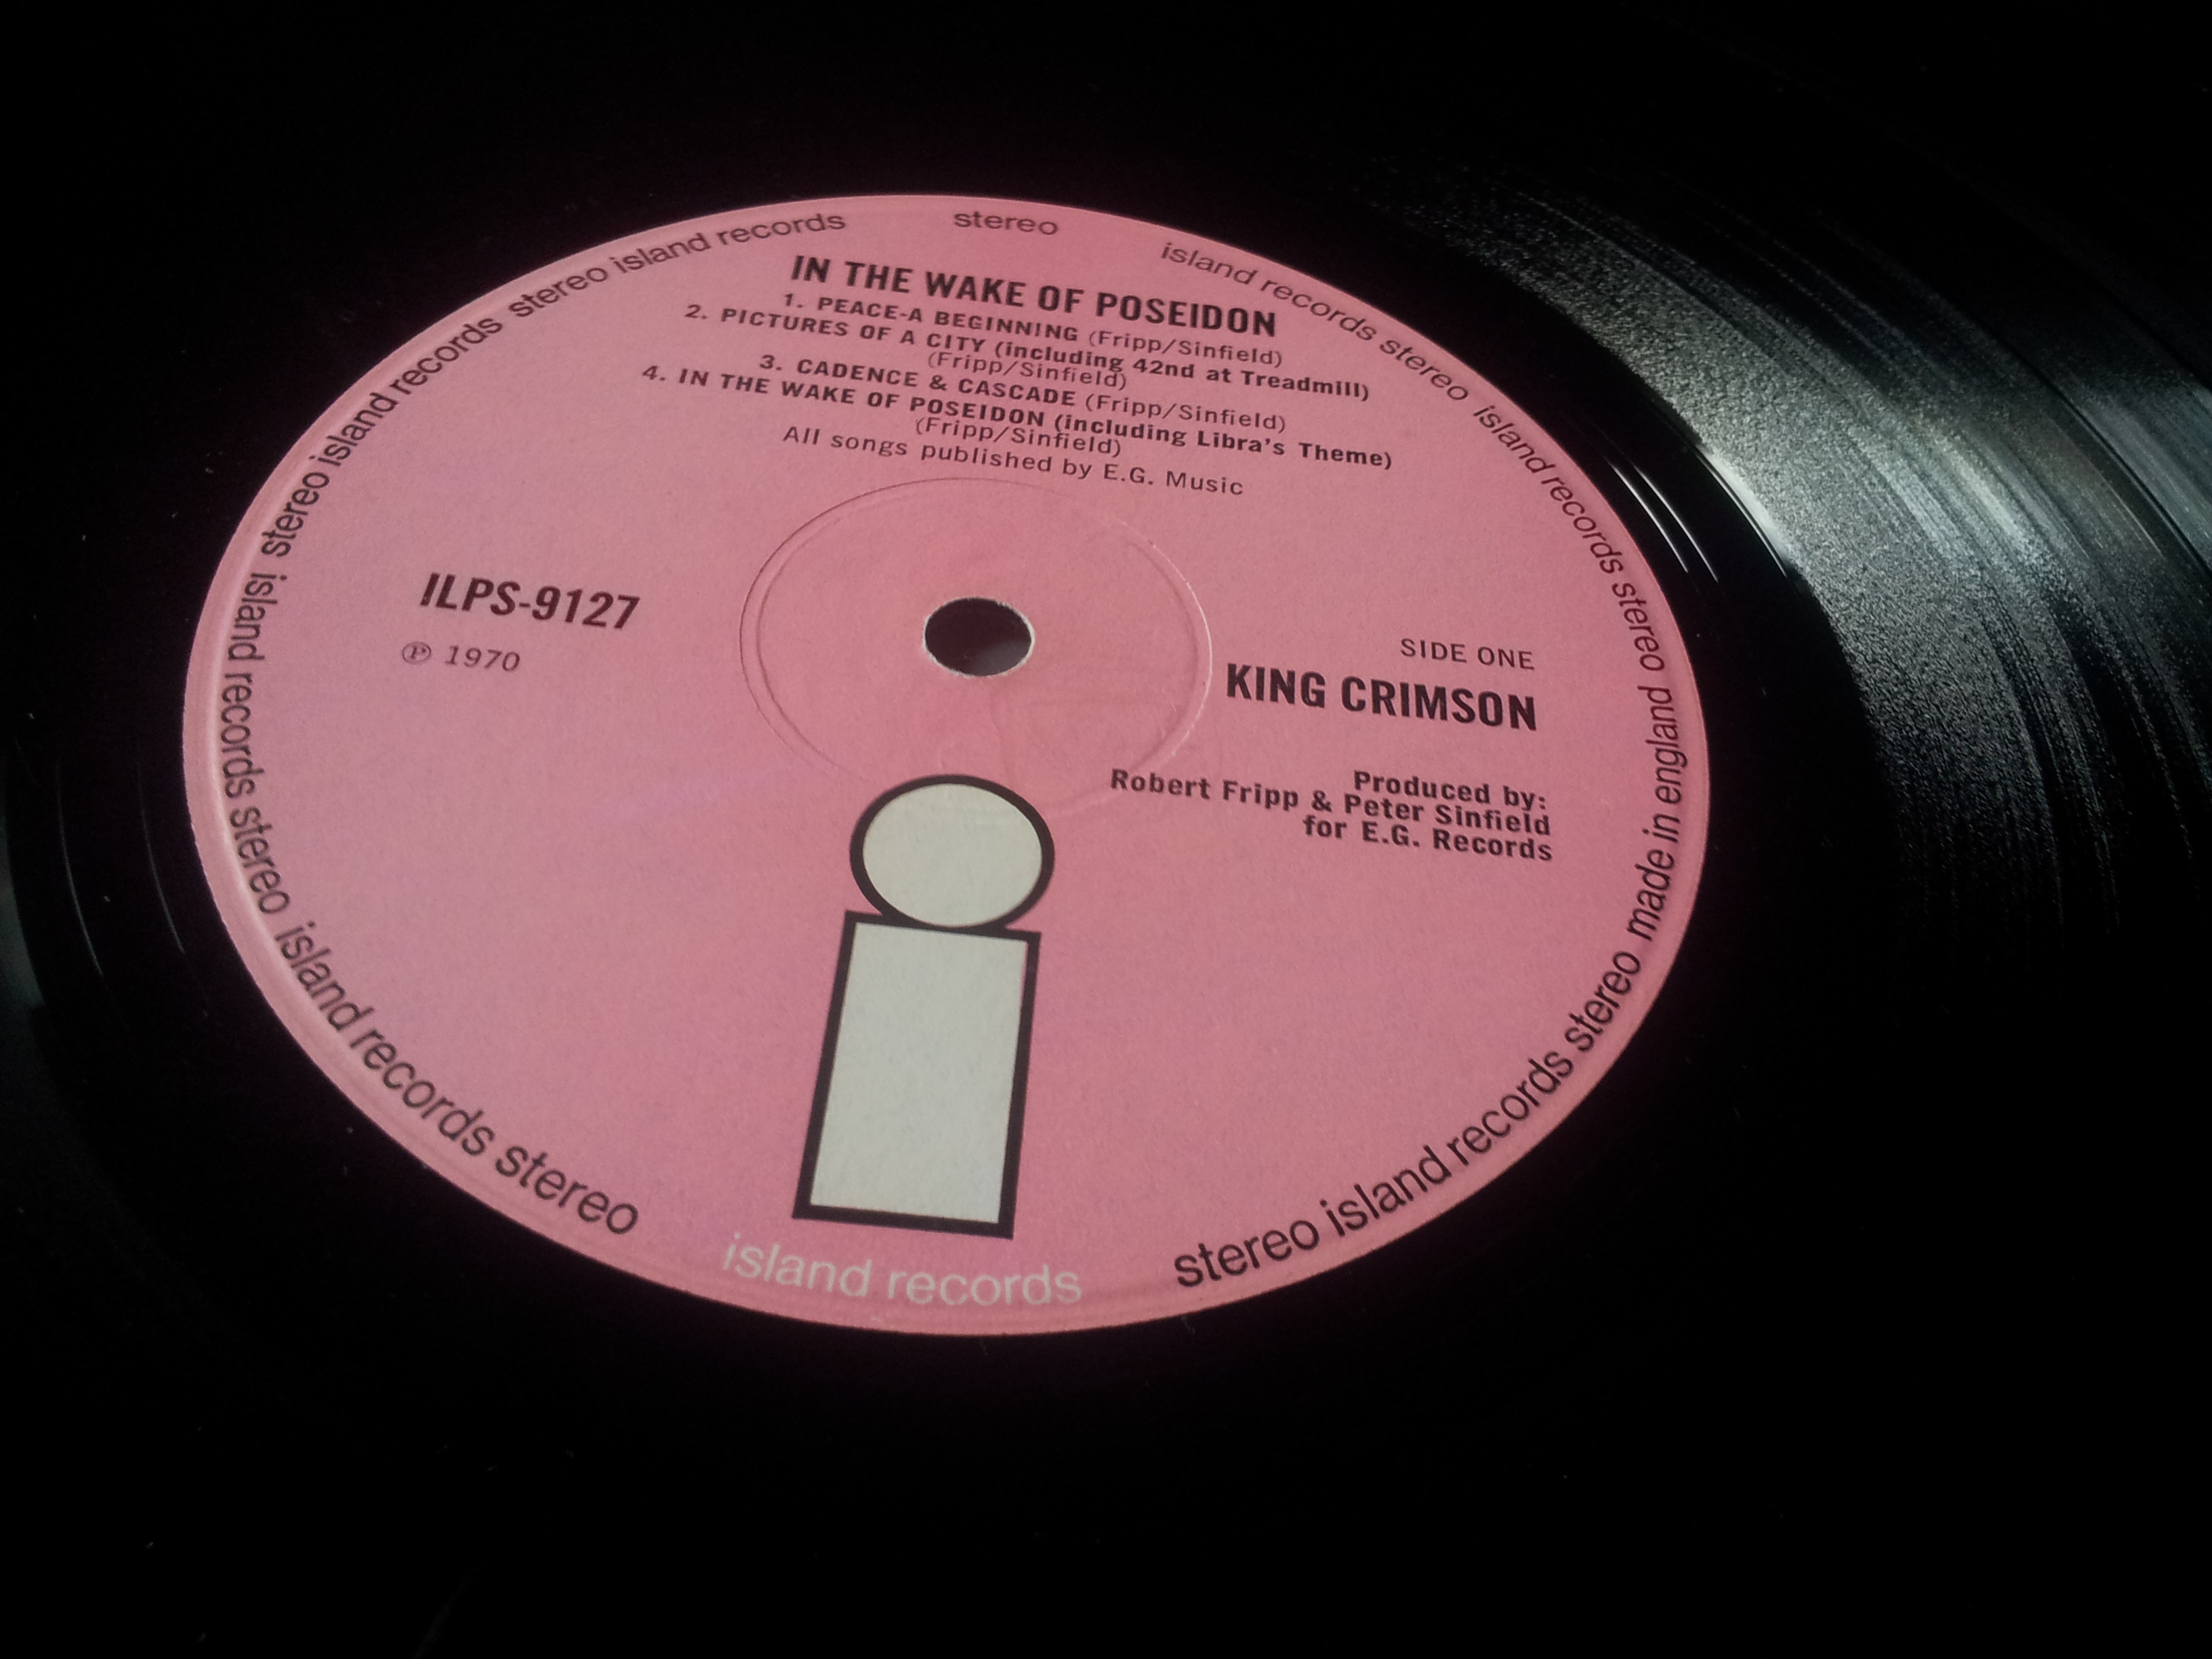 stereo island records stereo island records stereo island records stereo island records stereo island records
stereo
island records stereo island records stereo made in england
stereo island records stereo
IN THE WAKE OF POSEIDON
1. PEACE-A BEGINNING (Fripp/Sinfield)
2. PICTURES OF A CITY (including 42nd at Treadmill)
(Fripp/Sinfield)
3. CADENCE & CASCADE (Fripp/Sinfield)
4. IN THE WAKE OF POSEIDON (including Libra's Theme)
(Fripp/Sinfield)
All songs published by E.G. Music
ILPS-9127
℗ 1970
SIDE ONE
KING CRIMSON
Produced by:
Robert Fripp & Peter Sinfield
for E.G. Records
island records